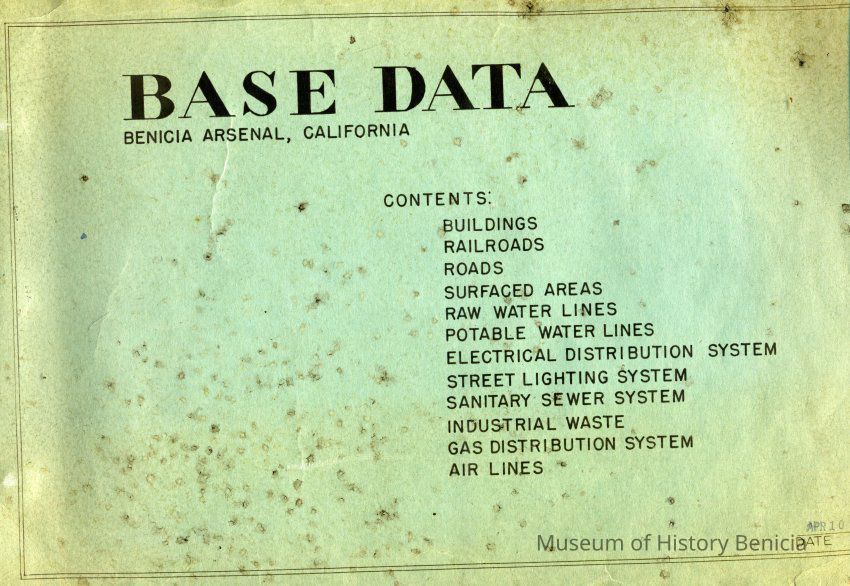 BASE DATA
BENICIA ARSENAL, CALIFORNIA
CONTENTS:
BUILDINGS
RAILROADS
ROADS
SURFACED AREAS
RAW WATER LINES
POTABLE WATER LINES
ELECTRICAL DISTRIBUTION SYSTEM
STREET LIGHTING SYSTEM
SANITARY SEWER SYSTEM
INDUSTRIAL WASTE
GAS DISTRIBUTION SYSTEM
AIR LINES
APR 10
DATE
Museum of History Benicia